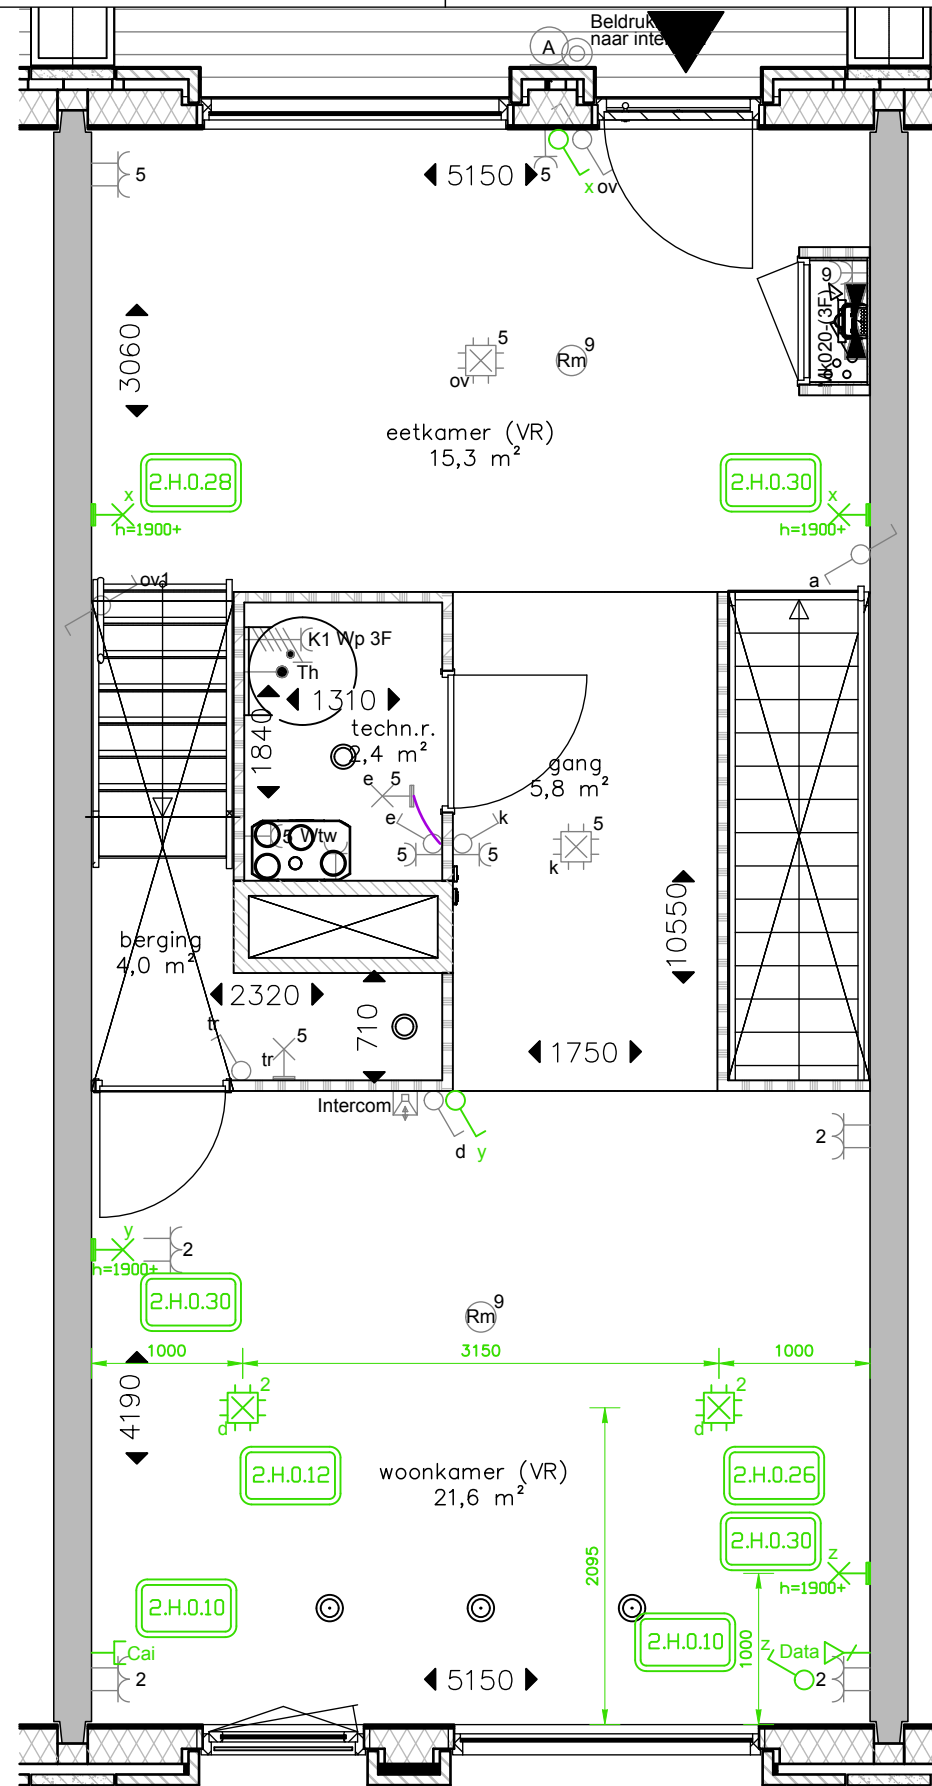 Beldruk
naar inte
A
5
5150
5
x
ov
9
3060
5
ov
Rm
9
eetkamer (VR)
15,3 m²
2.H.0.28
2.H.0.30
x
h=1900+
x
h=1900+
a
ov1
K1 Wp 3F
Th
1310
1840
techn.r.
2,4 m²
gang
5,8 m²
e
5
e
k
5
k
5
5
5 Wtw
10550
berging
4,0 m²
2320
710
tr
tr
5
1750
Intercom
d
y
2
y
2
h=1900+
2.H.0.30
Rm
9
1000
3150
1000
4190
2
d
2
d
2.H.0.12
woonkamer (VR)
21,6 m²
2.H.0.26
2.H.0.30
2095
z
h=1900+
2.H.0.10
2.H.0.10
1000
z
Cai
Data
2
5150
2